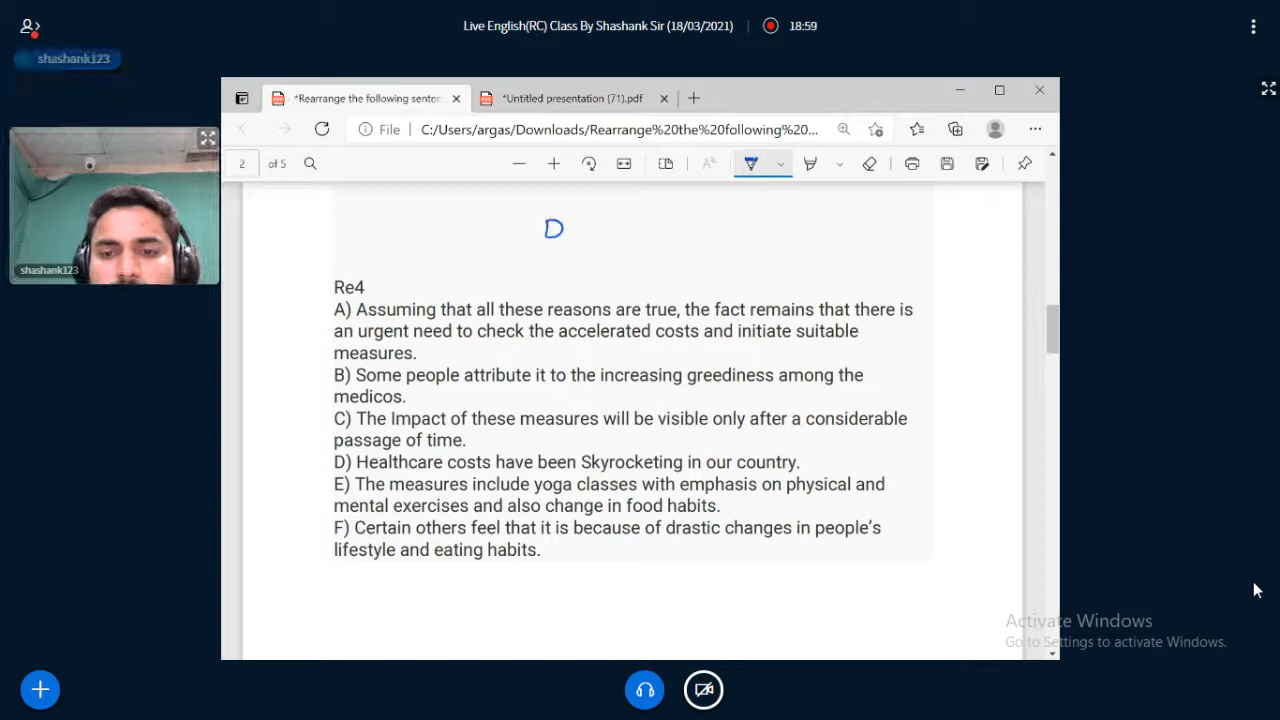 Live English(RC) Class By Shashank Sir (18/03/2021) 18:59
shashank123
shashank123
*Rearrange the following sentenc *Untitled presentation (71).pdf
File C:/Users/argas/Downloads/Rearrange%20the%20following%20...
2 of 5
D
Re4
A) Assuming that all these reasons are true, the fact remains that there is
an urgent need to check the accelerated costs and initiate suitable
measures.
B) Some people attribute it to the increasing greediness among the
medicos.
C) The Impact of these measures will be visible only after a considerable
passage of time.
D) Healthcare costs have been Skyrocketing in our country.
E) The measures include yoga classes with emphasis on physical and
mental exercises and also change in food habits.
F) Certain others feel that it is because of drastic changes in people’s
lifestyle and eating habits.
Activate Windows
Go to Settings to activate Windows.